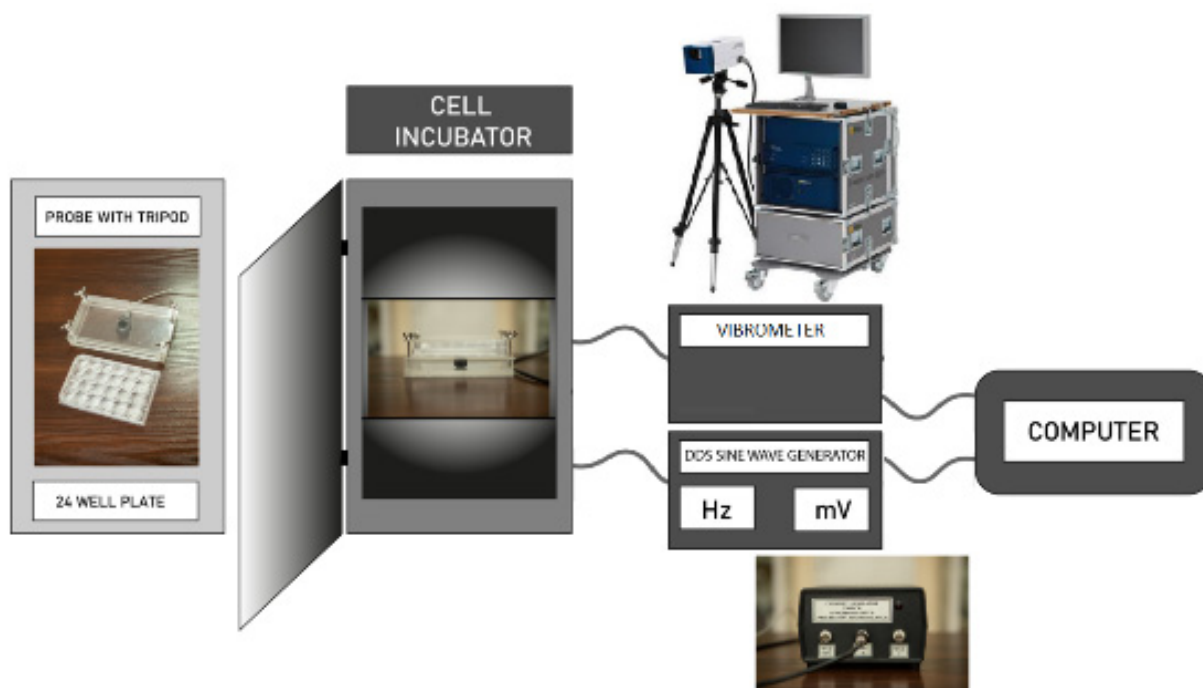 CELL
INCUBATOR
PROBE WITH TRIPOD
24 WELL PLATE
VIBROMETER
DDS SINE WAVE GENERATOR
Hz
mV
COMPUTER